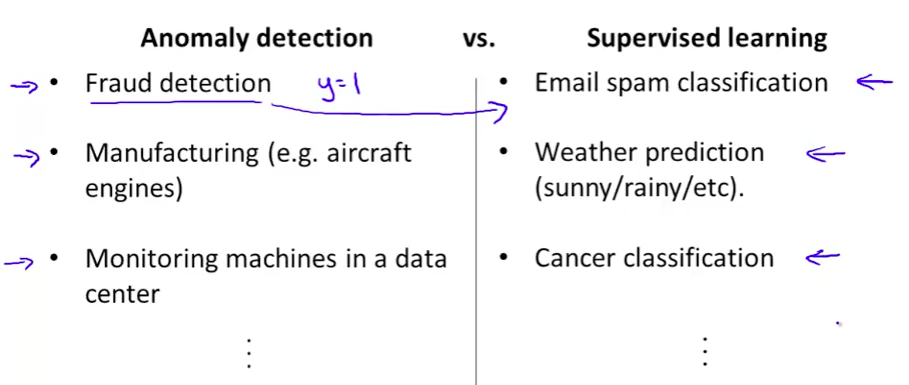 Anomaly detection vs. Supervised learning
→ • Fraud detection y=1
→ • Manufacturing (e.g. aircraft
engines)
→ • Monitoring machines in a data
center
⋮
• Email spam classification ←
• Weather prediction ←
(sunny/rainy/etc).
• Cancer classification ←
⋮